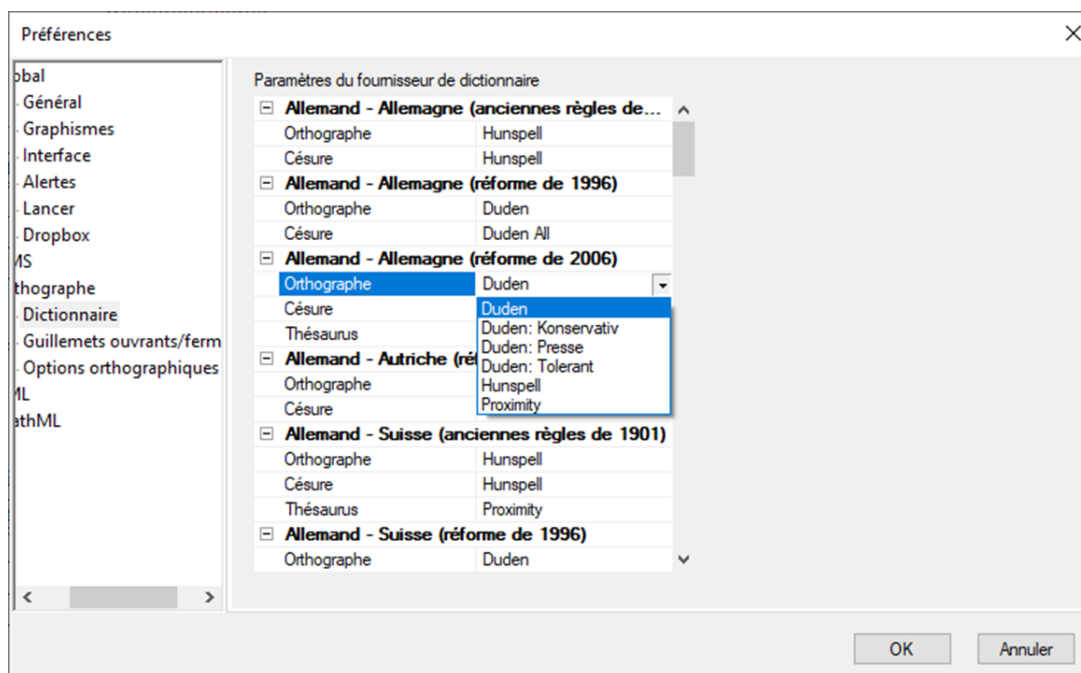 Préférences
obal
Général
Graphismes
Interface
Alertes
Lancer
Dropbox
MS
thographe
Dictionnaire
Guillemets ouvrants/ferm
Options orthographiques
ML
athML
Paramètres du fournisseur de dictionnaire
Allemand - Allemagne (anciennes règles de...
Orthographe Hunspell
Césure Hunspell
Allemand - Allemagne (réforme de 1996)
Orthographe Duden
Césure Duden All
Allemand - Allemagne (réforme de 2006)
Orthographe Duden
Césure
Thésaurus
Allemand - Autriche (réf
Orthographe
Césure
Duden
Duden: Konservativ
Duden: Presse
Duden: Tolerant
Hunspell
Proximity
Allemand - Suisse (anciennes règles de 1901)
Orthographe Hunspell
Césure Hunspell
Thésaurus Proximity
Allemand - Suisse (réforme de 1996)
Orthographe Duden
OK Annuler